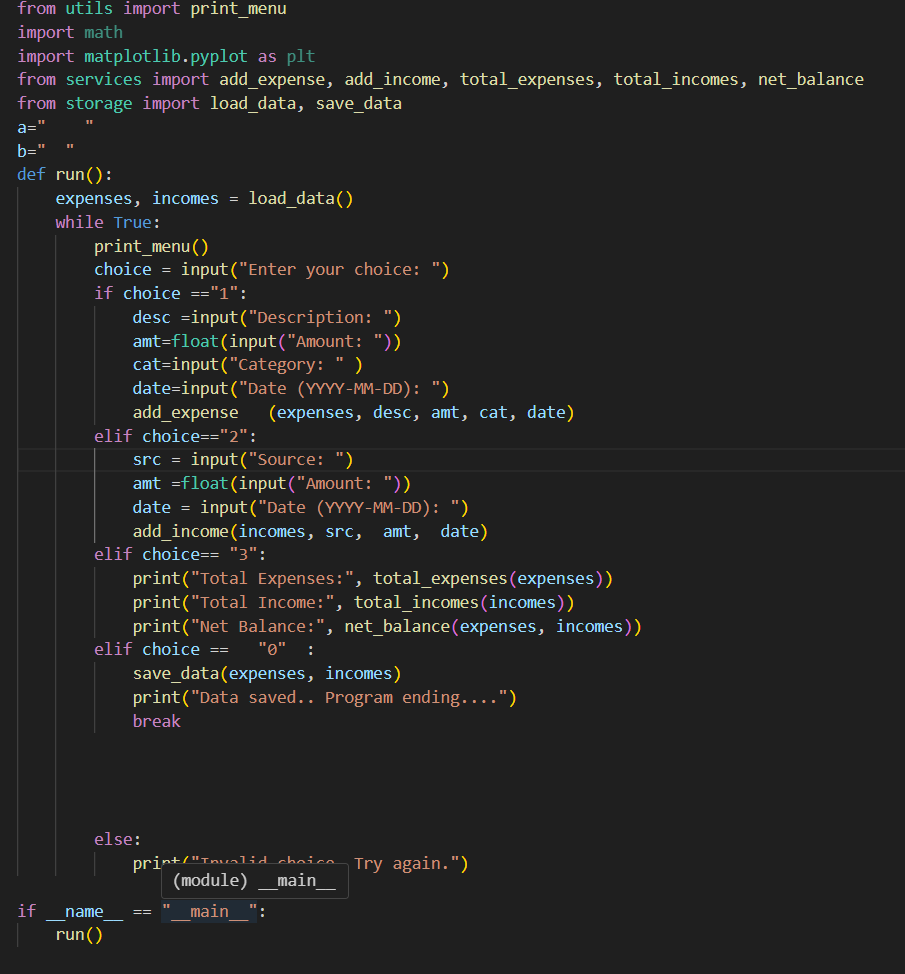 from utils import print_menu
import math
import matplotlib.pyplot as plt
from services import add_expense, add_income, total_expenses, total_incomes, net_balance
from storage import load_data, save_data
a="    "
b="  "
def run():
    expenses, incomes = load_data()
    while True:
        print_menu()
        choice = input("Enter your choice: ")
        if choice =="1":
            desc =input("Description: ")
            amt=float(input("Amount: "))
            cat=input("Category: " )
            date=input("Date (YYYY-MM-DD): ")
            add_expense   (expenses, desc, amt, cat, date)
        elif choice=="2":
            src = input("Source: ")
            amt =float(input("Amount: "))
            date = input("Date (YYYY-MM-DD): ")
            add_income(incomes, src,  amt,  date)
        elif choice== "3":
            print("Total Expenses:", total_expenses(expenses))
            print("Total Income:", total_incomes(incomes))
            print("Net Balance:", net_balance(expenses, incomes))
        elif choice ==   "0"  :
            save_data(expenses, incomes)
            print("Data saved.. Program ending....")
            break
        else:
            print("Invalid choice. Try again.")
(module) __main__
if __name__ == "__main__":
    run()